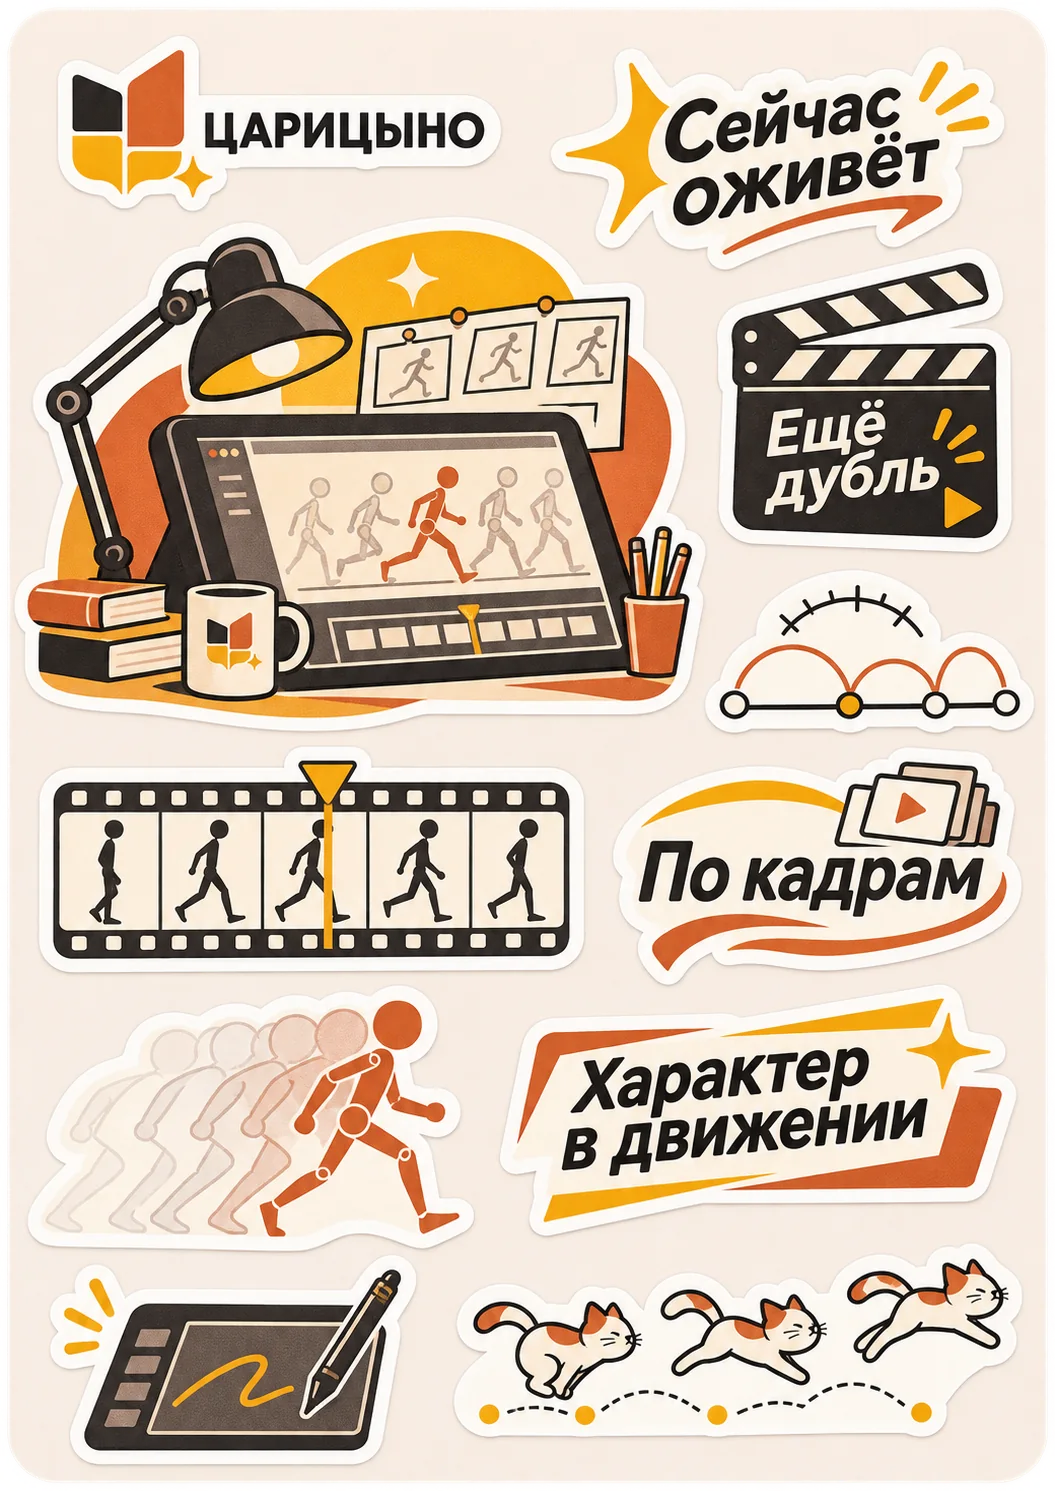 ЦАРИЦЫНО
Сейчас
оживёт
Ещё
дубль
По кадрам
Характер
в движении